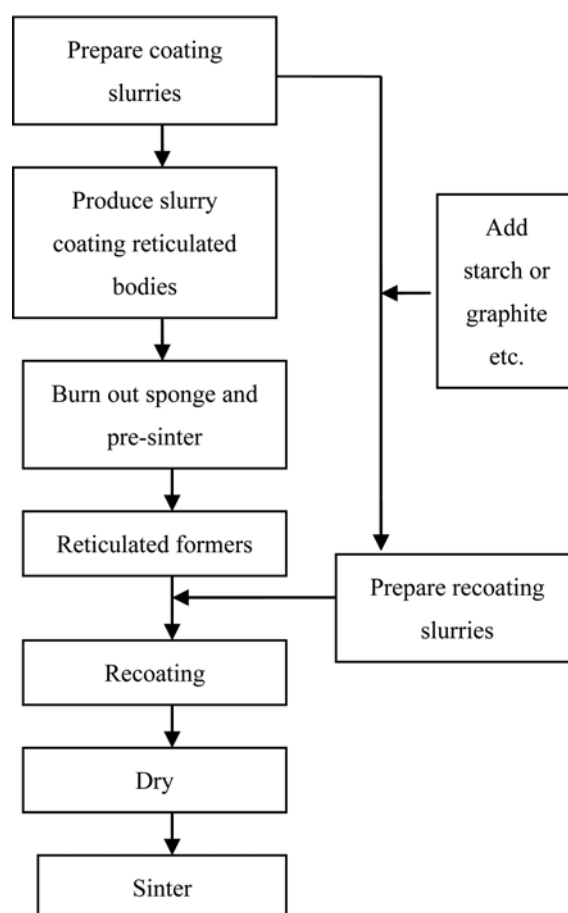 Prepare coating
slurries
Produce slurry
coating reticulated
bodies
Add
starch or
graphite
etc.
Burn out sponge and
pre-sinter
Reticulated formers
Prepare recoating
slurries
Recoating
Dry
Sinter